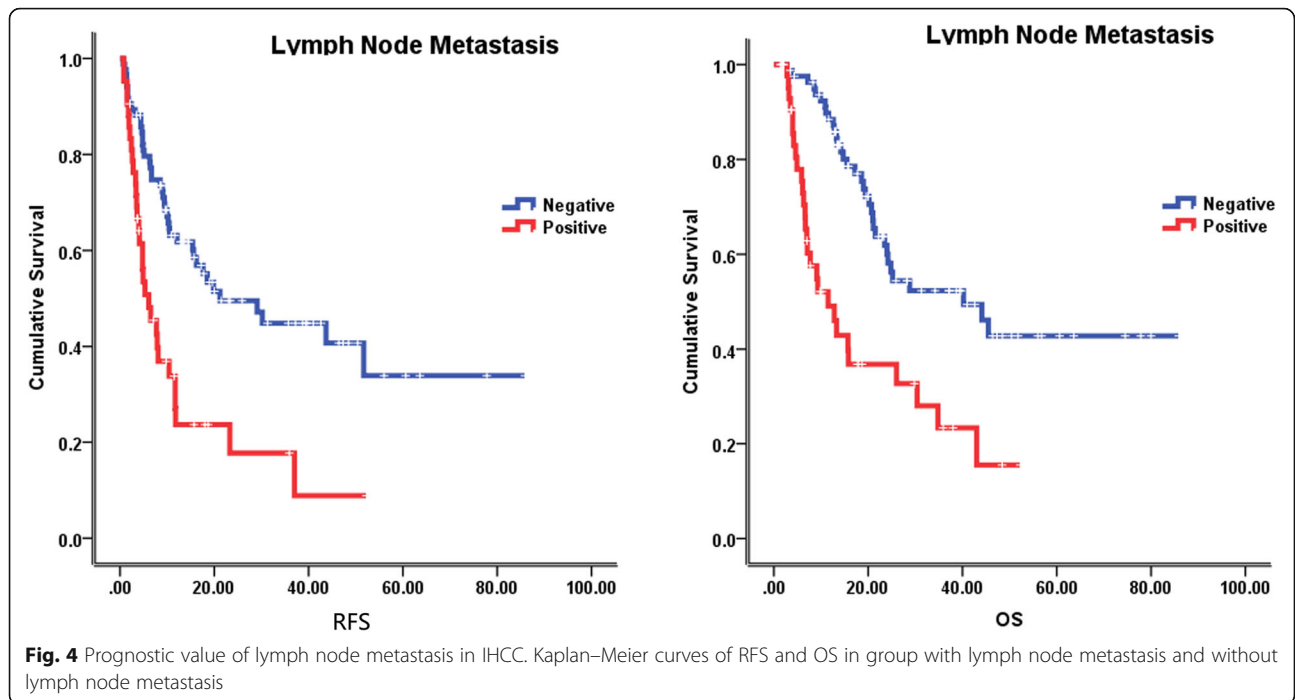 Lymph Node Metastasis
1.0
0.8
0.6
0.4
0.2
0.0
Cumulative Survival
Negative
Positive
.00 20.00 40.00 60.00 80.00 100.00
RFS
Lymph Node Metastasis
1.0
0.8
0.6
0.4
0.2
0.0
Cumulative Survival
Negative
Positive
.00 20.00 40.00 60.00 80.00 100.00
OS
Fig. 4 Prognostic value of lymph node metastasis in IHCC. Kaplan–Meier curves of RFS and OS in group with lymph node metastasis and without
lymph node metastasis